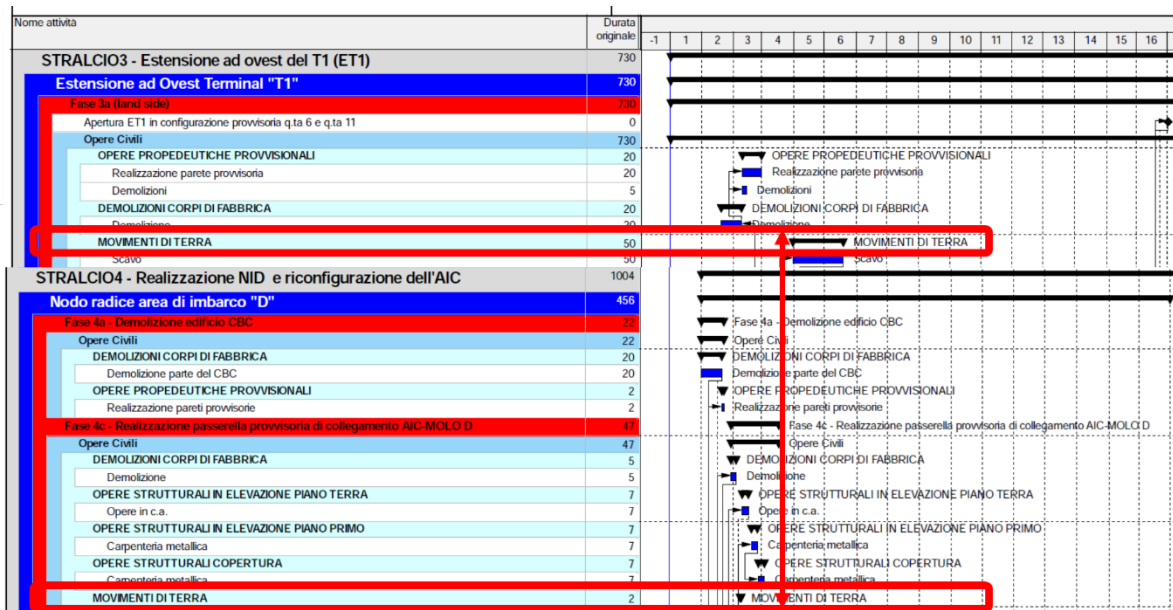 Nome attività Durata originale -1 1 2 3 4 5 6 7 8 9 10 11 12 13 14 15 16
STRALCIO3 - Estensione ad ovest del T1 (ET1) 730
Estensione ad Ovest Terminal "T1" 730
Fase 3a (land side) 730
Apertura ET1 in configurazione provvisoria q.ta 6 e q.ta 11 0
Opere Civili 730
OPERE PROPEDEUTICHE PROVVISIONALI 20 OPERE PROPEDEUTICHE PROVVISIONALI
Realizzazione parete provvisoria 20 Realizzazione parete provvisoria
Demolizioni 5 Demolizioni
DEMOLIZIONI CORPI DI FABBRICA 20 DEMOLIZIONI CORPI DI FABBRICA
Demolizione 20 Demolizione
MOVIMENTI DI TERRA 50 MOVIMENTI DI TERRA
Scavo 50 Scavo
STRALCIO4 - Realizzazione NID e riconfigurazione dell'AIC 1004
Nodo radice area di imbarco "D" 456
Fase 4a - Demolizione edificio CBC 22 Fase 4a - Demolizione edificio CBC
Opere Civili 22 Opere Civili
DEMOLIZIONI CORPI DI FABBRICA 20 DEMOLIZIONI CORPI DI FABBRICA
Demolizione parte del CBC 20 Demolizione parte del CBC
OPERE PROPEDEUTICHE PROVVISIONALI 2 OPERE PROPEDEUTICHE PROVVISIONALI
Realizzazione pareti provvisorie 2 Realizzazione pareti provvisorie
Fase 4c - Realizzazione passerella provvisoria di collegamento AIC-MOLO D 47 Fase 4c - Realizzazione passerella provvisoria di collegamento AIC-MOLO D
Opere Civili 47 Opere Civili
DEMOLIZIONI CORPI DI FABBRICA 5 DEMOLIZIONI CORPI DI FABBRICA
Demolizione 5 Demolizione
OPERE STRUTTURALI IN ELEVAZIONE PIANO TERRA 7 OPERE STRUTTURALI IN ELEVAZIONE PIANO TERRA
Opere in c.a. 7 Opere in c.a.
OPERE STRUTTURALI IN ELEVAZIONE PIANO PRIMO 7 OPERE STRUTTURALI IN ELEVAZIONE PIANO PRIMO
Carpenteria metallica 7 Carpenteria metallica
OPERE STRUTTURALI COPERTURA 7 OPERE STRUTTURALI COPERTURA
Carpenteria metallica 7 Carpenteria metallica
MOVIMENTI DI TERRA 2 MOVIMENTI DI TERRA